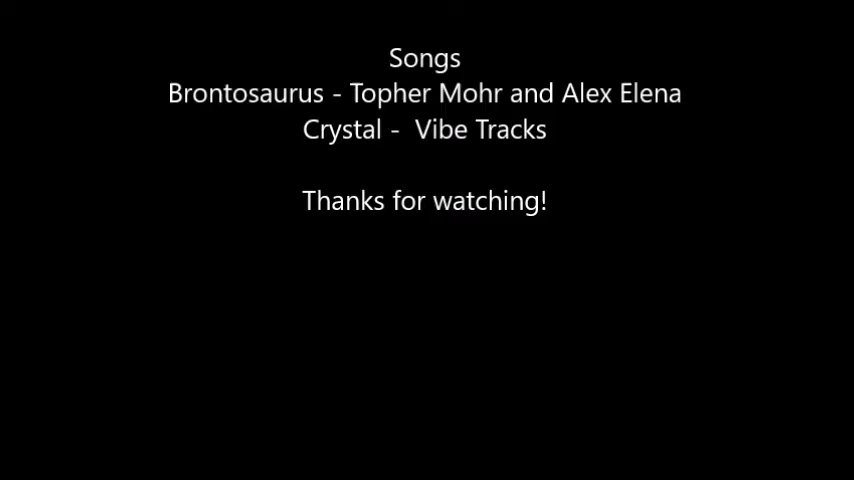 Songs
Brontosaurus - Topher Mohr and Alex Elena
Crystal -  Vibe Tracks
Thanks for watching!